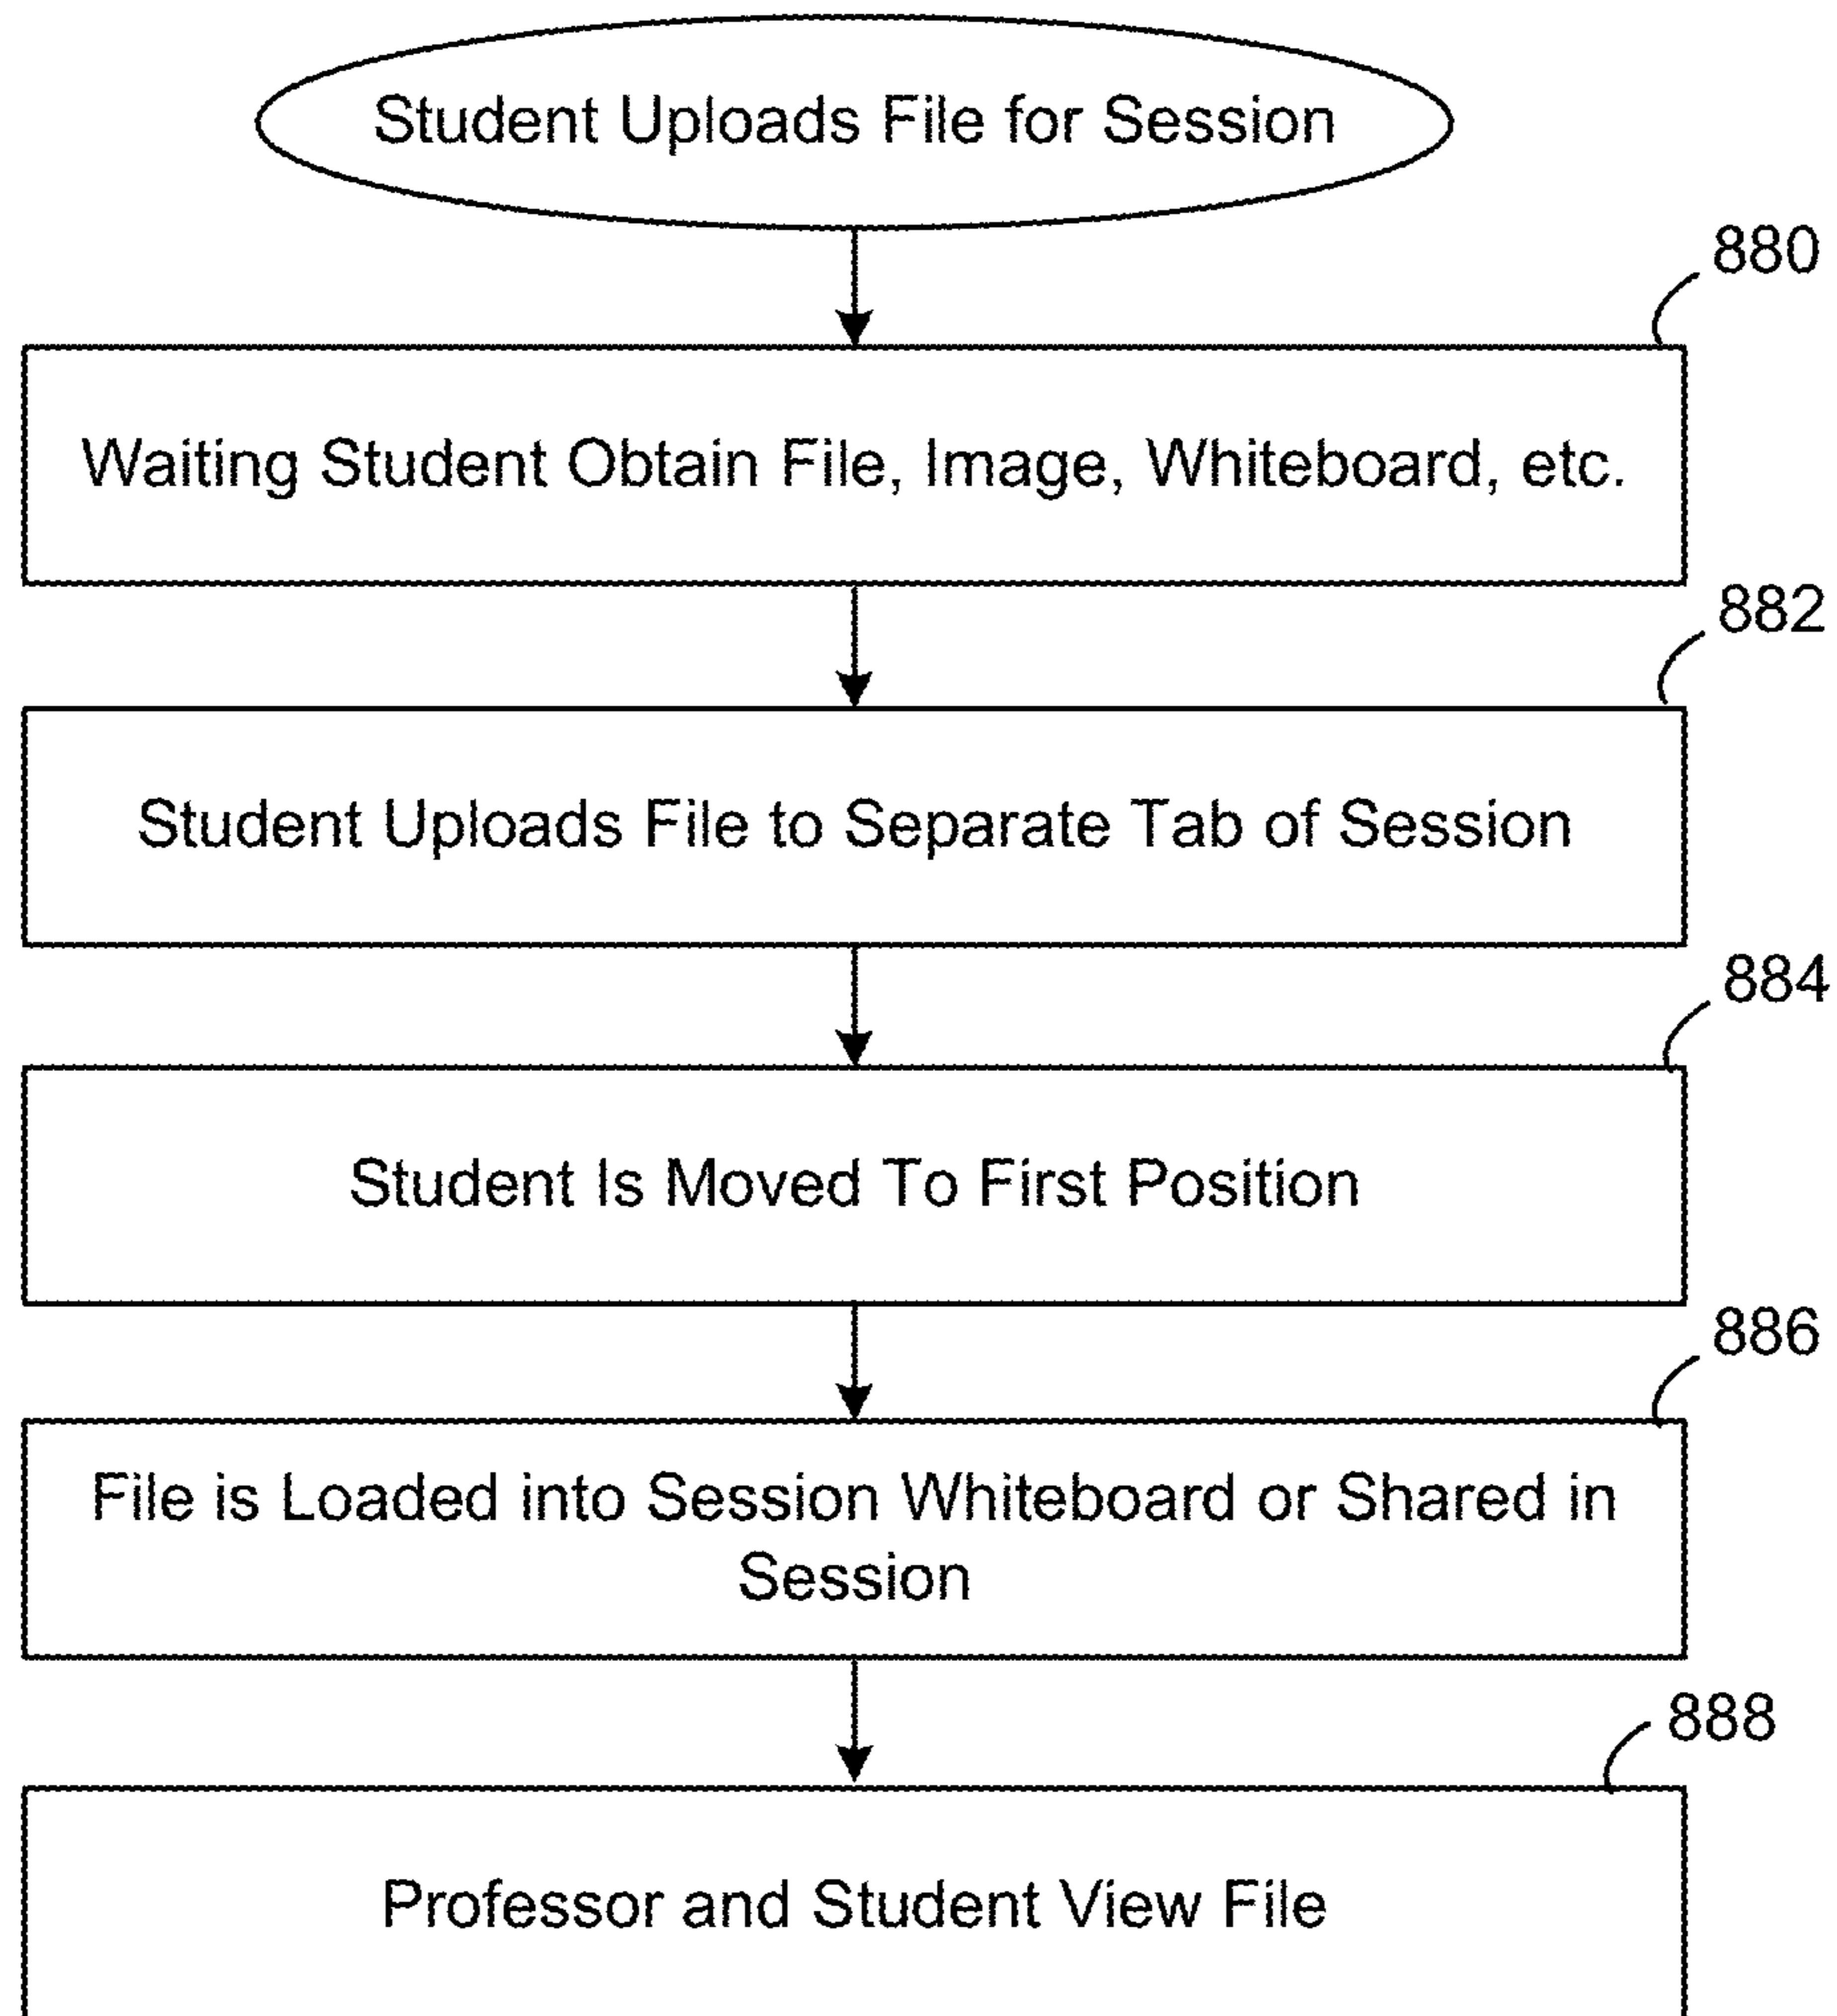 Student Uploads File for Session
880
Waiting Student Obtain File, Image, Whiteboard, etc.
882
Student Uploads File to Separate Tab of Session
884
Student Is Moved To First Position
886
File is Loaded into Session Whiteboard or Shared in
Session
888
Professor and Student View File